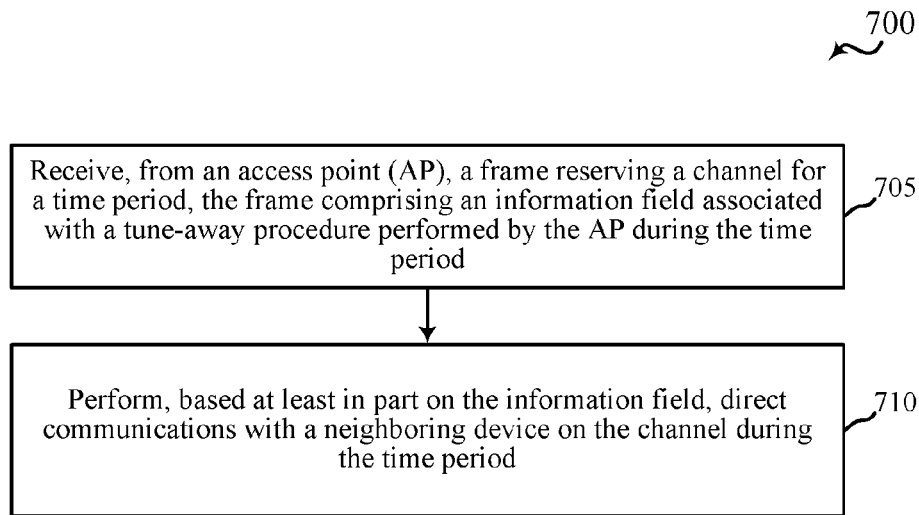 700
Receive, from an access point (AP), a frame reserving a channel for
a time period, the frame comprising an information field associated
with a tune-away procedure performed by the AP during the time
period
705
Perform, based at least in part on the information field, direct
communications with a neighboring device on the channel during
the time period
710